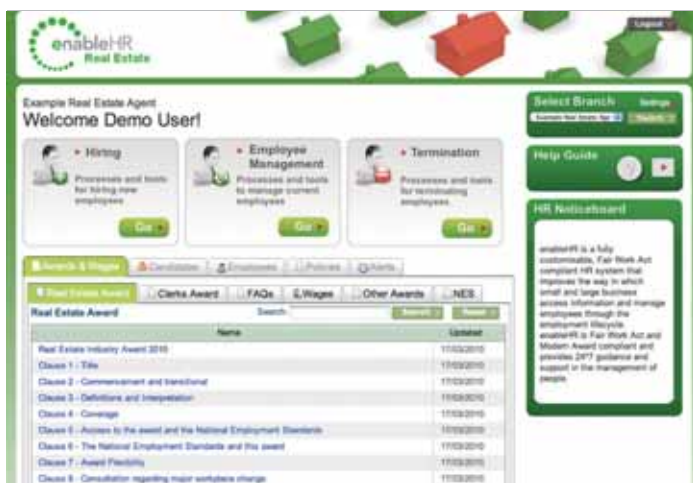 enableHR
Real Estate
Logout
Example Real Estate Agent
Welcome Demo User!
Hiring
Processes and tools
for hiring new
employees
Go
Employee
Management
Processes and tools
to manage current
employees
Go
Termination
Processes and tools
for terminating
employees
Go
Select Branch
Settings
Switch
Help Guide
?
HR Noticeboard
enableHR is a fully
customisable, Fair Work Act
compliant HR system that
improves the way in which
small and large business
access information and manage
employees through the
employment lifecycle.
enableHR is Fair Work Act and
Modern Award compliant and
provides 24*7 guidance and
support in the management of
people.
Awards & Wages
Candidates
Employees
Policies
Alerts
Real Estate Award
Clerks Award
FAQs
Wages
Other Awards
NES
Real Estate Award
Search
Search
Reset
Name
Updated
Real Estate Industry Award 2010
17/03/2010
Clause 1 - Title
17/03/2010
Clause 2 - Commencement and transitional
17/03/2010
Clause 3 - Definitions and interpretation
17/03/2010
Clause 4 - Coverage
17/03/2010
Clause 5 - Access to the award and the National Employment Standards
17/03/2010
Clause 6 - The National Employment Standards and this award
17/03/2010
Clause 7 - Award Flexibility
17/03/2010
Clause 8 - Consultation regarding major workplace change
17/03/2010